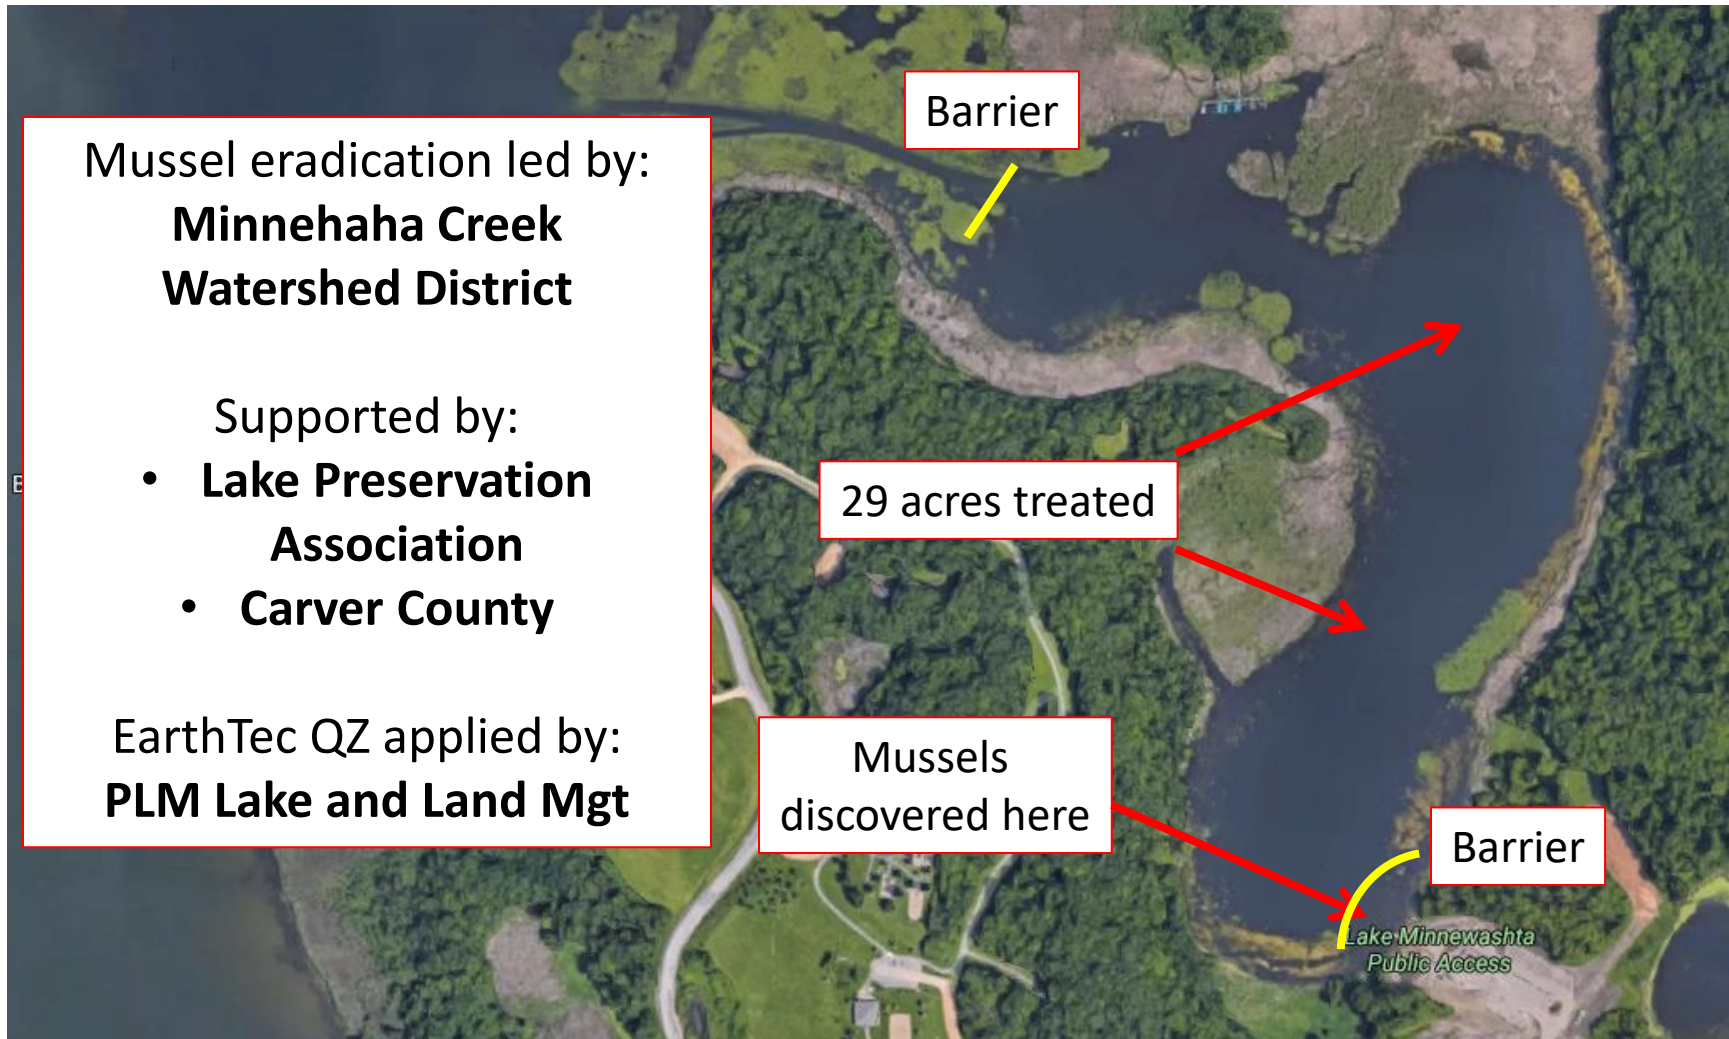 Barrier
Mussel eradication led by:
Minnehaha Creek
Watershed District
Supported by:
• Lake Preservation
Association
• Carver County
EarthTec QZ applied by:
PLM Lake and Land Mgt
29 acres treated
Mussels
discovered here
Barrier
Lake Minnewashta
Public Access